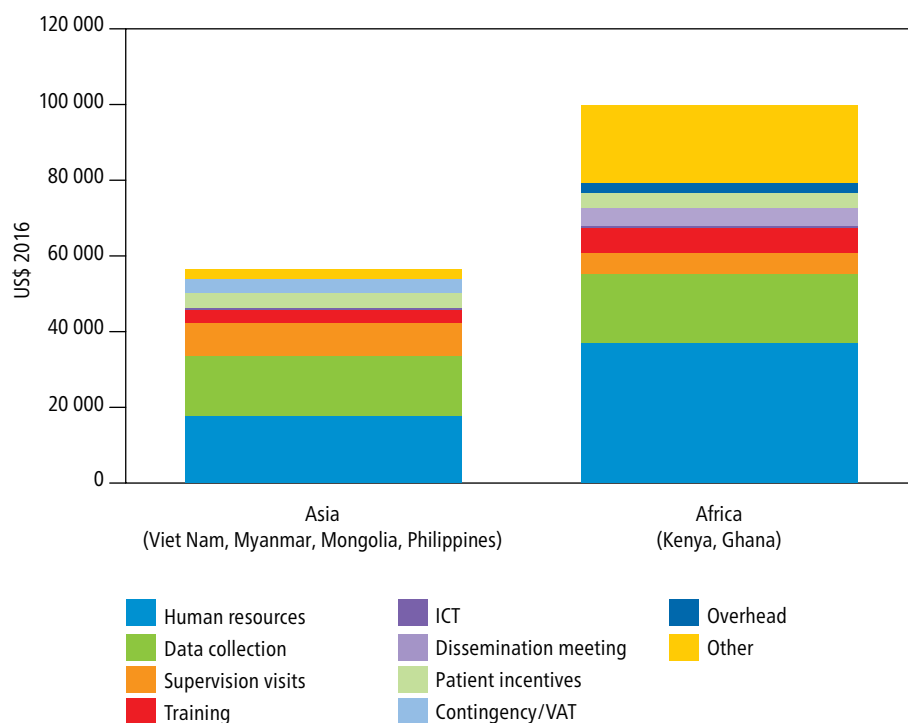 120 000
100 000
80 000
60 000
40 000
20 000
0
US$ 2016
Asia
(Viet Nam, Myanmar, Mongolia, Philippines)
Africa
(Kenya, Ghana)
Human resources
Data collection
Supervision visits
Training
ICT
Dissemination meeting
Patient incentives
Contingency/VAT
Overhead
Other